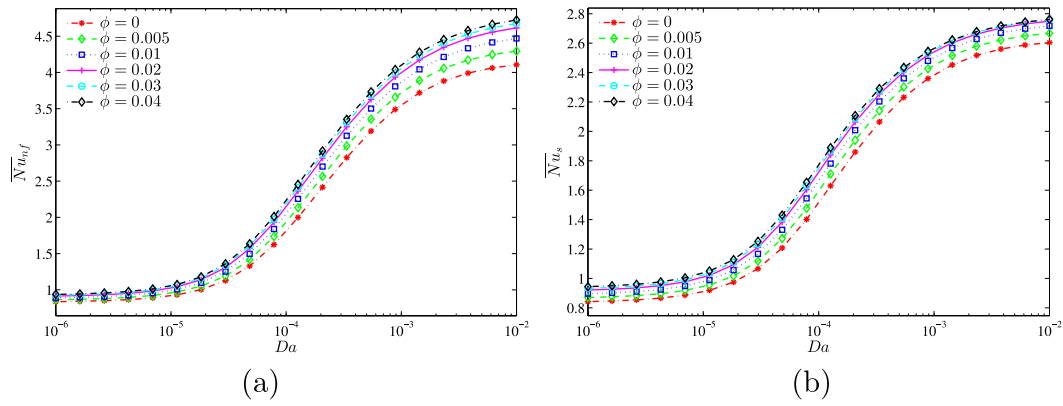 ϕ = 0
ϕ = 0.005
ϕ = 0.01
ϕ = 0.02
ϕ = 0.03
ϕ = 0.04
4.5
4
3.5
3
2.5
2
1.5
1
N̅u̅ₙf
10⁻⁶ 10⁻⁵ 10⁻⁴ 10⁻³ 10⁻²
Da
(a)
ϕ = 0
ϕ = 0.005
ϕ = 0.01
ϕ = 0.02
ϕ = 0.03
ϕ = 0.04
2.8
2.6
2.4
2.2
2
1.8
1.6
1.4
1.2
1
0.8
N̅u̅ₛ
10⁻⁶ 10⁻⁵ 10⁻⁴ 10⁻³ 10⁻²
Da
(b)